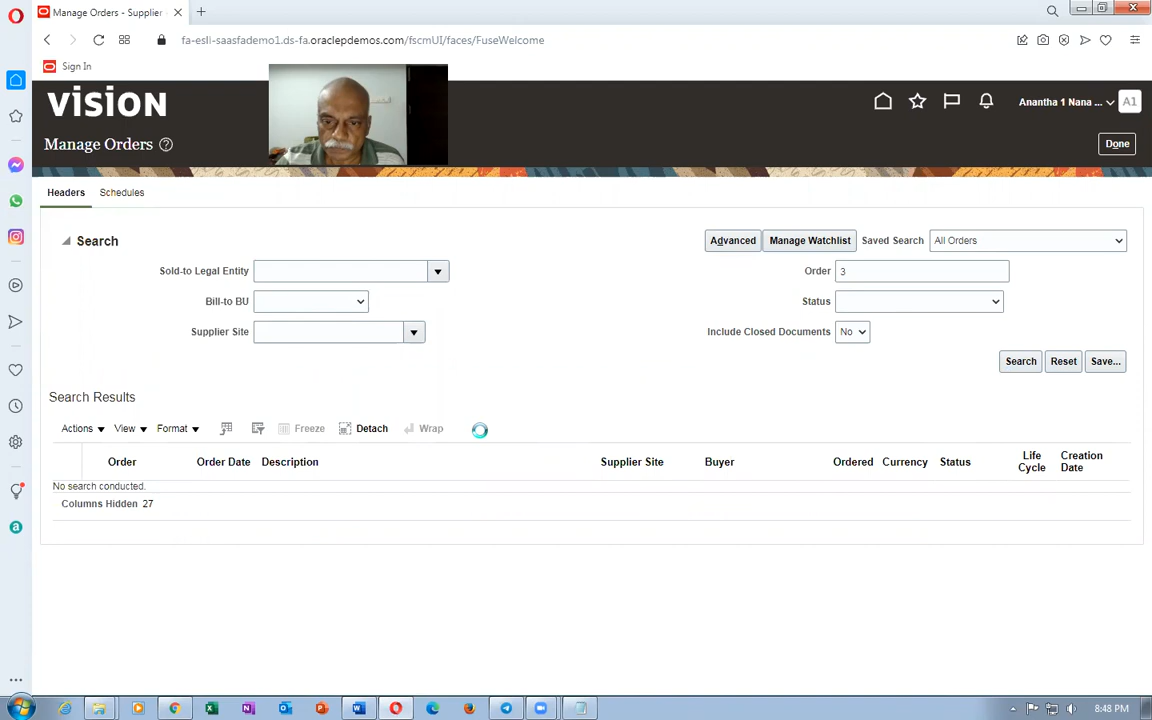 Manage Orders - Supplier
fa-esli-saasfademo1.ds-fa.oraclepdemos.com/fscmUI/faces/FuseWelcome
Sign In
VISION
Anantha 1 Nana ... A1
Manage Orders
Done
Headers Schedules
Search
Advanced Manage Watchlist Saved Search All Orders
Sold-to Legal Entity Order 3
Bill-to BU Status
Supplier Site Include Closed Documents No
Search Reset Save...
Search Results
Actions View Format Freeze Detach Wrap
Order Order Date Description Supplier Site Buyer Ordered Currency Status Life Cycle Creation Date
No search conducted.
Columns Hidden 27
8:48 PM